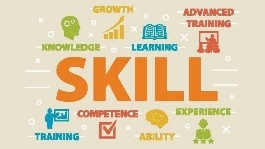 GROWTH
ADVANCED
TRAINING
KNOWLEDGE
LEARNING
SKILL
COMPETENCE
EXPERIENCE
TRAINING
ABILITY